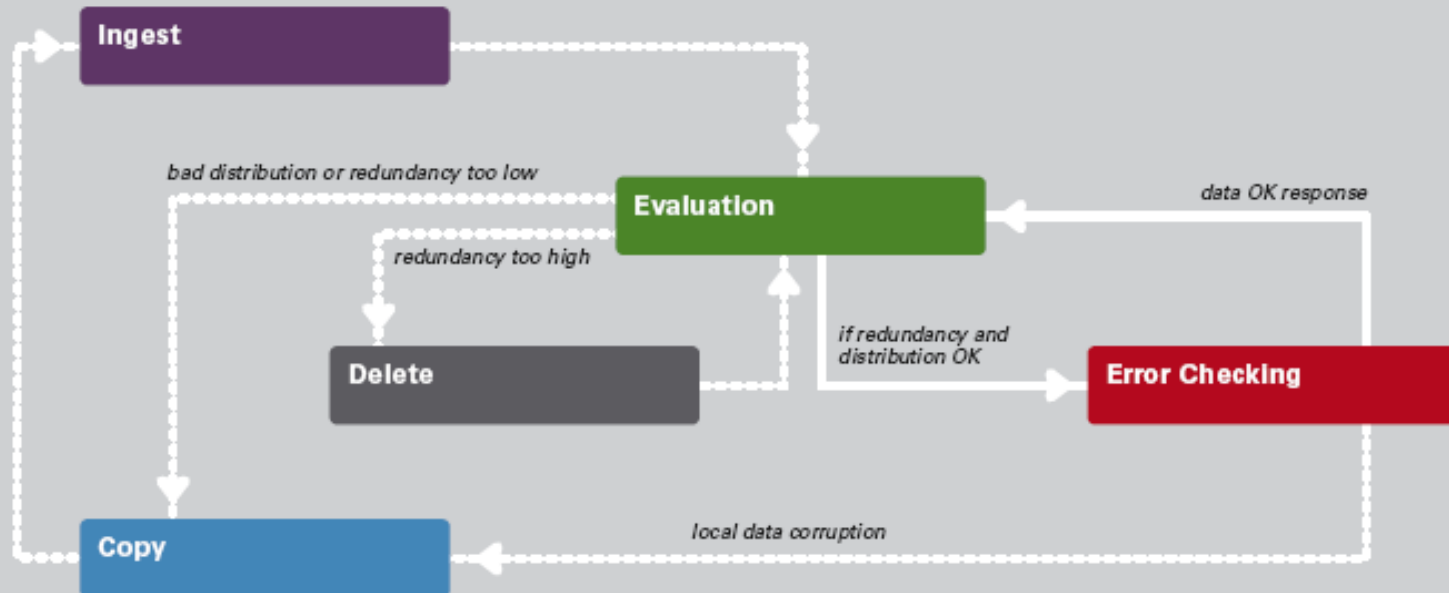 Ingest
bad distribution or redundancy too low
Evaluation
data OK response
redundancy too high
if redundancy and
distribution OK
Delete
Error Checking
local data corruption
Copy